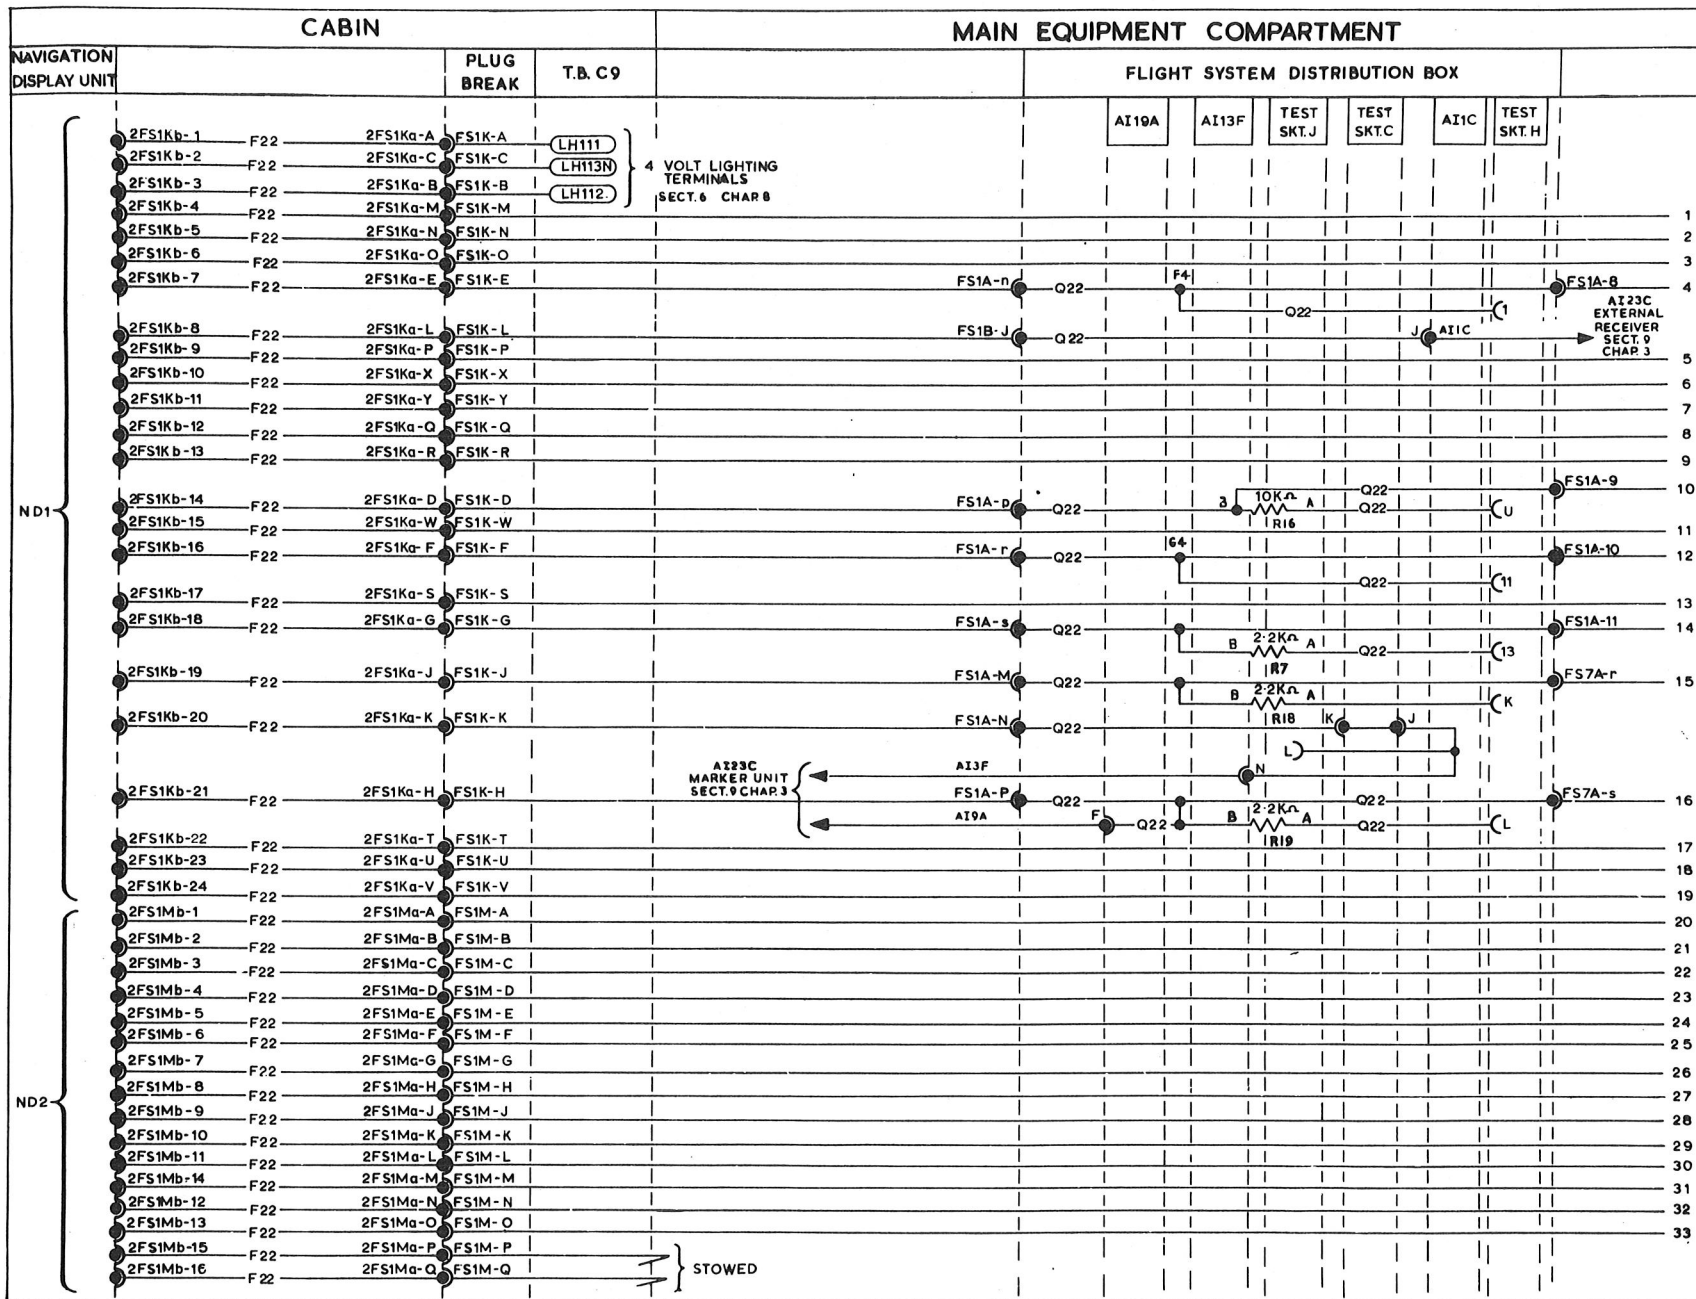 CABIN
MAIN EQUIPMENT COMPARTMENT
NAVIGATION DISPLAY UNIT
PLUG BREAK
T.B. C9
FLIGHT SYSTEM DISTRIBUTION BOX
AI19A
AI13F
TEST SKT.J
TEST SKT.C
AI1C
TEST SKT.H
ND1
2FS1Kb-1 F22 2FS1Ka-A FS1K-A LH111
2FS1Kb-2 F22 2FS1Ka-C FS1K-C LH113N
2FS1Kb-3 F22 2FS1Ka-B FS1K-B LH112
4 VOLT LIGHTING
TERMINALS
SECT.6 CHAP 8
2FS1Kb-4 F22 2FS1Ka-M FS1K-M 1
2FS1Kb-5 F22 2FS1Ka-N FS1K-N 2
2FS1Kb-6 F22 2FS1Ka-O FS1K-O 3
2FS1Kb-7 F22 2FS1Ka-E FS1K-E FS1A-n Q22 F4 FS1A-8 4
Q22 1
2FS1Kb-8 F22 2FS1Ka-L FS1K-L FS1B-J Q22 J AI1C
AI23C
EXTERNAL
RECEIVER
SECT. 9
CHAP. 3
2FS1Kb-9 F22 2FS1Ka-P FS1K-P 5
2FS1Kb-10 F22 2FS1Ka-X FS1K-X 6
2FS1Kb-11 F22 2FS1Ka-Y FS1K-Y 7
2FS1Kb-12 F22 2FS1Ka-Q FS1K-Q 8
2FS1Kb-13 F22 2FS1Ka-R FS1K-R 9
Q22 FS1A-9 10
2FS1Kb-14 F22 2FS1Ka-D FS1K-D FS1A-p Q22 3 10KΩ A Q22 U
R16
2FS1Kb-15 F22 2FS1Ka-W FS1K-W 11
2FS1Kb-16 F22 2FS1Ka-F FS1K-F FS1A-r Q22 G4 FS1A-10 12
Q22 11
2FS1Kb-17 F22 2FS1Ka-S FS1K-S 13
2FS1Kb-18 F22 2FS1Ka-G FS1K-G FS1A-s Q22 FS1A-11 14
B 2·2KΩ A Q22 13
R7
2FS1Kb-19 F22 2FS1Ka-J FS1K-J FS1A-M Q22 FS7A-r 15
B 2·2KΩ A K
R18
2FS1Kb-20 F22 2FS1Ka-K FS1K-K FS1A-N Q22 K J
L
AI23C
MARKER UNIT
SECT.9 CHAP. 3
AI3F N
2FS1Kb-21 F22 2FS1Ka-H FS1K-H FS1A-P Q22 Q22 FS7A-s 16
AI9A F Q22 B 2·2KΩ A Q22 L
R19
2FS1Kb-22 F22 2FS1Ka-T FS1K-T 17
2FS1Kb-23 F22 2FS1Ka-U FS1K-U 18
2FS1Kb-24 F22 2FS1Ka-V FS1K-V 19
ND2
2FS1Mb-1 F22 2FS1Ma-A FS1M-A 20
2FS1Mb-2 F22 2FS1Ma-B FS1M-B 21
2FS1Mb-3 F22 2FS1Ma-C FS1M-C 22
2FS1Mb-4 F22 2FS1Ma-D FS1M-D 23
2FS1Mb-5 F22 2FS1Ma-E FS1M-E 24
2FS1Mb-6 F22 2FS1Ma-F FS1M-F 25
2FS1Mb-7 F22 2FS1Ma-G FS1M-G 26
2FS1Mb-8 F22 2FS1Ma-H FS1M-H 27
2FS1Mb-9 F22 2FS1Ma-J FS1M-J 28
2FS1Mb-10 F22 2FS1Ma-K FS1M-K 29
2FS1Mb-11 F22 2FS1Ma-L FS1M-L 30
2FS1Mb-14 F22 2FS1Ma-M FS1M-M 31
2FS1Mb-12 F22 2FS1Ma-N FS1M-N 32
2FS1Mb-13 F22 2FS1Ma-O FS1M-O 33
2FS1Mb-15 F22 2FS1Ma-P FS1M-P
2FS1Mb-16 F22 2FS1Ma-Q FS1M-Q
STOWED